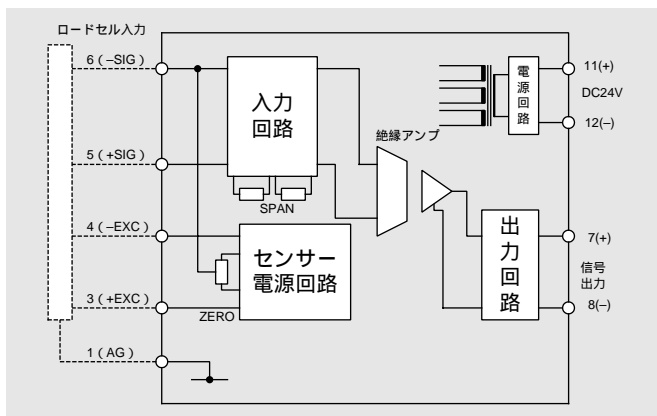 ロードセル入力
6 ( –SIG )
5 ( +SIG )
4 ( –EXC )
3 ( +EXC )
1 ( AG )
入力
回路
SPAN
センサー
電源回路
ZERO
絶縁アンプ
電源回路
出力回路
11(+)
DC24V
12(–)
7(+)
信号
出力
8(–)